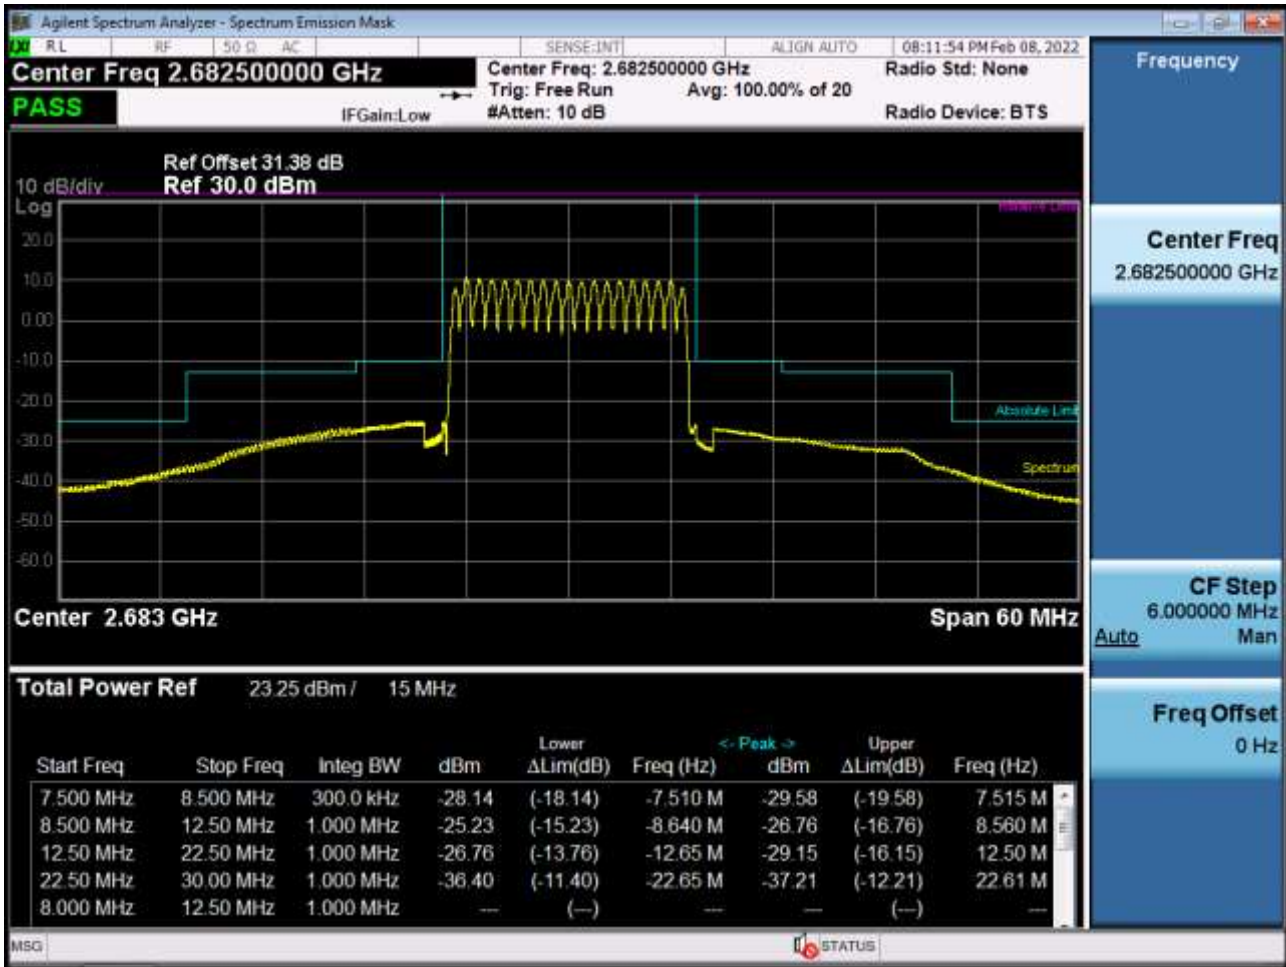 Agilent Spectrum Analyzer - Spectrum Emission Mask
RL RF 50 Ω AC SENSE:INT ALIGN AUTO 08:11:54 PM Feb 08, 2022
Center Freq 2.682500000 GHz
Center Freq: 2.682500000 GHz Radio Std: None
Trig: Free Run Avg: 100.00% of 20
PASS IFGain:Low #Atten: 10 dB Radio Device: BTS
Ref Offset 31.38 dB
10 dB/div Ref 30.0 dBm
Log
20.0
10.0
0.00
-10.0
-20.0
Absolute Limit
-30.0
Spectrum
-40.0
-50.0
-60.0
Center 2.683 GHz Span 60 MHz
Total Power Ref 23.25 dBm / 15 MHz
Lower <- Peak -> Upper
Start Freq Stop Freq Integ BW dBm ΔLim(dB) Freq (Hz) dBm ΔLim(dB) Freq (Hz)
7.500 MHz 8.500 MHz 300.0 kHz -28.14 (-18.14) -7.510 M -29.58 (-19.58) 7.515 M
8.500 MHz 12.50 MHz 1.000 MHz -25.23 (-15.23) -8.640 M -26.76 (-16.76) 8.560 M
12.50 MHz 22.50 MHz 1.000 MHz -26.76 (-13.76) -12.65 M -29.15 (-16.15) 12.50 M
22.50 MHz 30.00 MHz 1.000 MHz -36.40 (-11.40) -22.65 M -37.21 (-12.21) 22.61 M
8.000 MHz 12.50 MHz 1.000 MHz --- (---) --- --- (---) ---
MSG STATUS
Frequency
Center Freq
2.682500000 GHz
CF Step
6.000000 MHz
Auto Man
Freq Offset
0 Hz